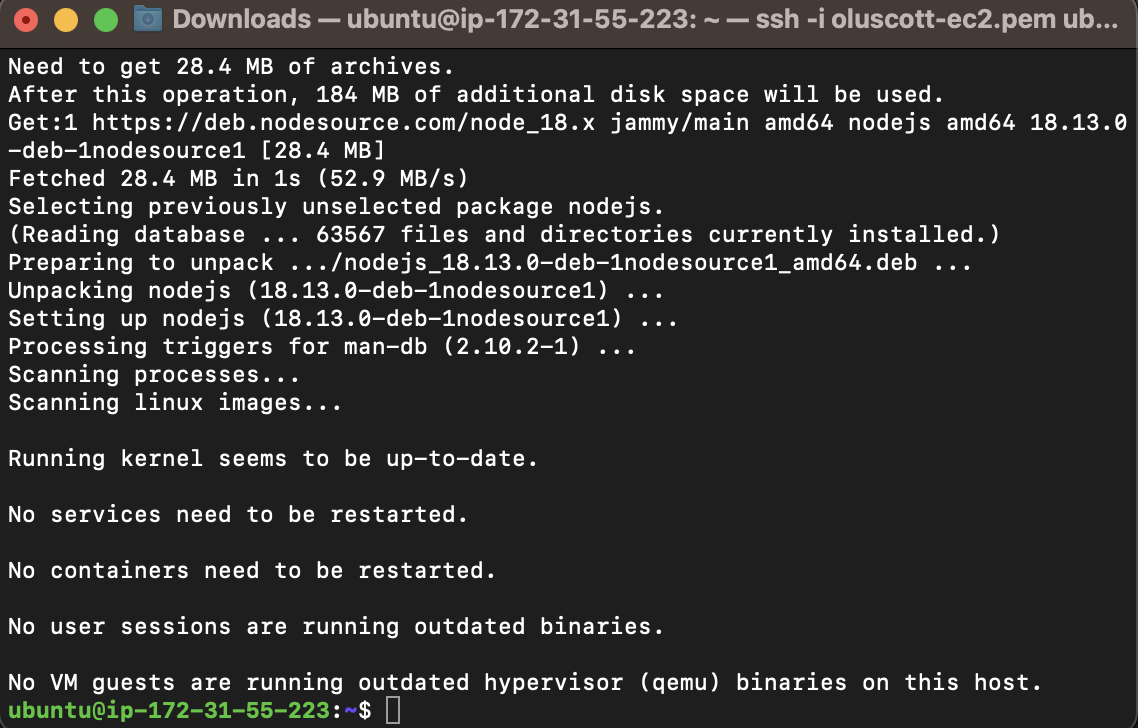 Downloads — ubuntu@ip-172-31-55-223: ~ — ssh -i oluscott-ec2.pem ub...
Need to get 28.4 MB of archives.
After this operation, 184 MB of additional disk space will be used.
Get:1 https://deb.nodesource.com/node_18.x jammy/main amd64 nodejs amd64 18.13.0
-deb-1nodesource1 [28.4 MB]
Fetched 28.4 MB in 1s (52.9 MB/s)
Selecting previously unselected package nodejs.
(Reading database ... 63567 files and directories currently installed.)
Preparing to unpack .../nodejs_18.13.0-deb-1nodesource1_amd64.deb ...
Unpacking nodejs (18.13.0-deb-1nodesource1) ...
Setting up nodejs (18.13.0-deb-1nodesource1) ...
Processing triggers for man-db (2.10.2-1) ...
Scanning processes...
Scanning linux images...
Running kernel seems to be up-to-date.
No services need to be restarted.
No containers need to be restarted.
No user sessions are running outdated binaries.
No VM guests are running outdated hypervisor (qemu) binaries on this host.
ubuntu@ip-172-31-55-223:~$